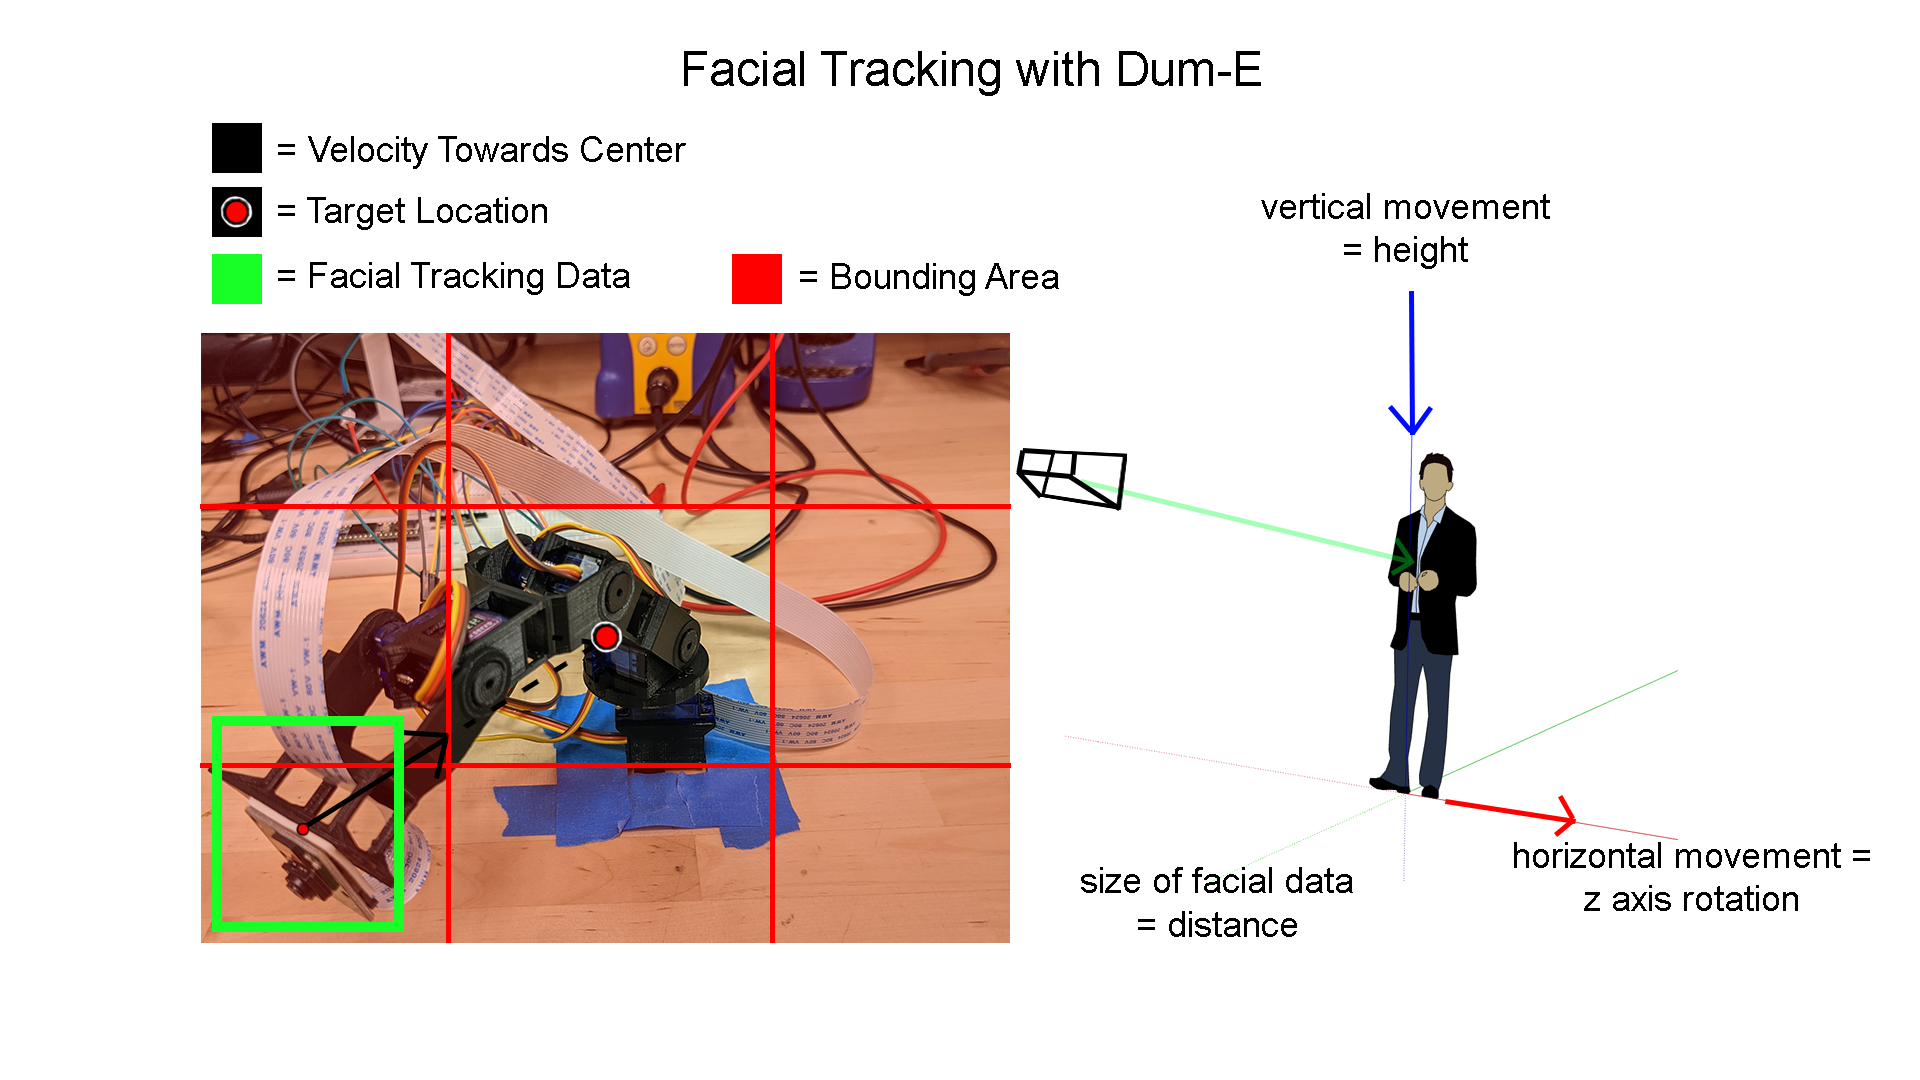 Facial Tracking with Dum-E
= Velocity Towards Center
= Target Location
= Facial Tracking Data
= Bounding Area
vertical movement
= height
size of facial data
= distance
horizontal movement =
z axis rotation